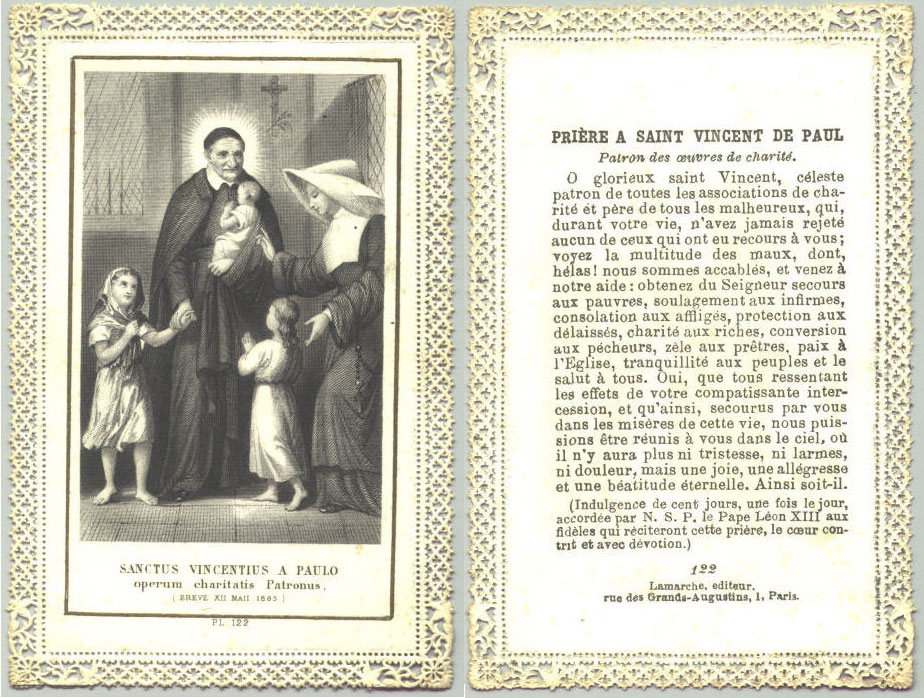 SANCTUS VINCENTIUS A PAULO
operum charitatis Patronus,
( BREVE XII MAII 1885 )
PL. 122
PRIÈRE A SAINT VINCENT DE PAUL
Patron des œuvres de charité.
O glorieux saint Vincent, céleste
patron de toutes les associations de cha-
rité et père de tous les malheureux, qui,
durant votre vie, n'avez jamais rejeté
aucun de ceux qui ont eu recours à vous;
voyez la multitude des maux, dont,
hélas! nous sommes accablés, et venez à
notre aide : obtenez du Seigneur secours
aux pauvres, soulagement aux infirmes,
consolation aux affligés, protection aux
délaissés, charité aux riches, conversion
aux pécheurs, zèle aux prêtres, paix à
l'Eglise, tranquillité aux peuples et le
salut à tous. Oui, que tous ressentant
les effets de votre compatissante inter-
cession, et qu'ainsi, secourus par vous
dans les misères de cette vie, nous puis-
sions être réunis à vous dans le ciel, où
il n'y aura plus ni tristesse, ni larmes,
ni douleur, mais une joie, une allégresse
et une béatitude éternelle. Ainsi soit-il.
(Indulgence de cent jours, une fois le jour,
accordée par N. S. P. le Pape Léon XIII aux
fidèles qui réciteront cette prière, le cœur con-
trit et avec dévotion.)
122
Lamarche, editeur,
rue des Grands-Augustins, 1, Paris.